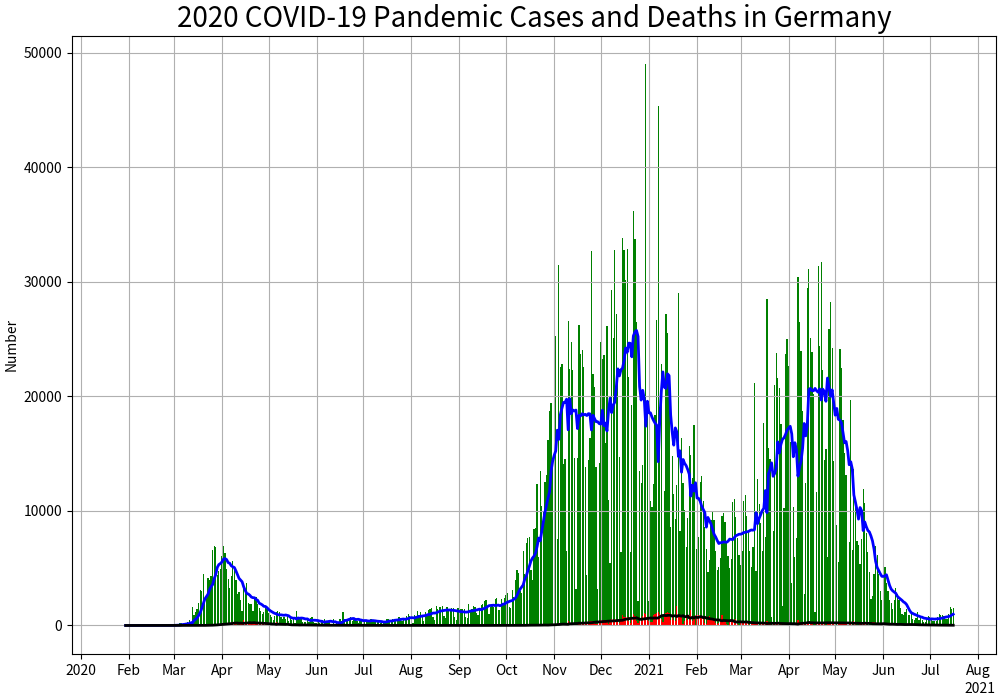 2020 COVID-19 Pandemic Cases and Deaths in Germany
50000
40000
30000
20000
10000
0
Number
2020 Feb Mar Apr May Jun Jul Aug Sep Oct Nov Dec 2021 Feb Mar Apr May Jun Jul Aug
2021